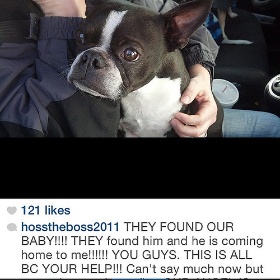 121 likes
hosstheboss2011 THEY FOUND OUR
BABY!!!! THEY found him and he is coming
home to me!!!!!! YOU GUYS. THIS IS ALL
BC YOUR HELP!!! Can't say much now but